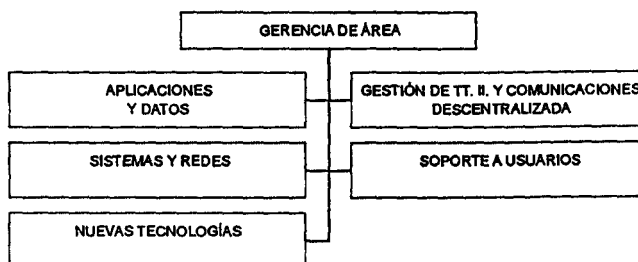 GERENCIA DE ÁREA
APLICACIONES
Y DATOS
GESTIÓN DE TT. II. Y COMUNICACIONES
DESCENTRALIZADA
SISTEMAS Y REDES
SOPORTE A USUARIOS
NUEVAS TECNOLOGÍAS